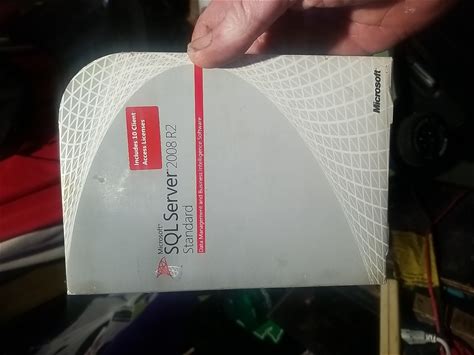 Microsoft
Includes 10 Client
Access Licenses
Microsoft®
SQL Server® 2008 R2
Standard
Data Management and Business Intelligence Software